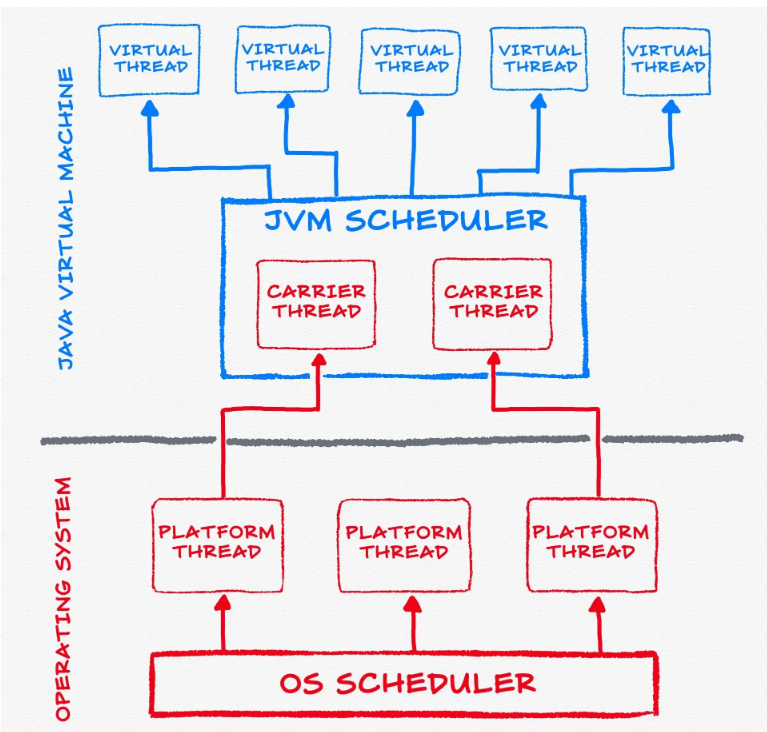 VIRTUAL
THREAD
VIRTUAL
THREAD
VIRTUAL
THREAD
VIRTUAL
THREAD
VIRTUAL
THREAD
JAVA VIRTUAL MACHINE
JVM SCHEDULER
CARRIER
THREAD
CARRIER
THREAD
OPERATING SYSTEM
PLATFORM
THREAD
PLATFORM
THREAD
PLATFORM
THREAD
OS SCHEDULER